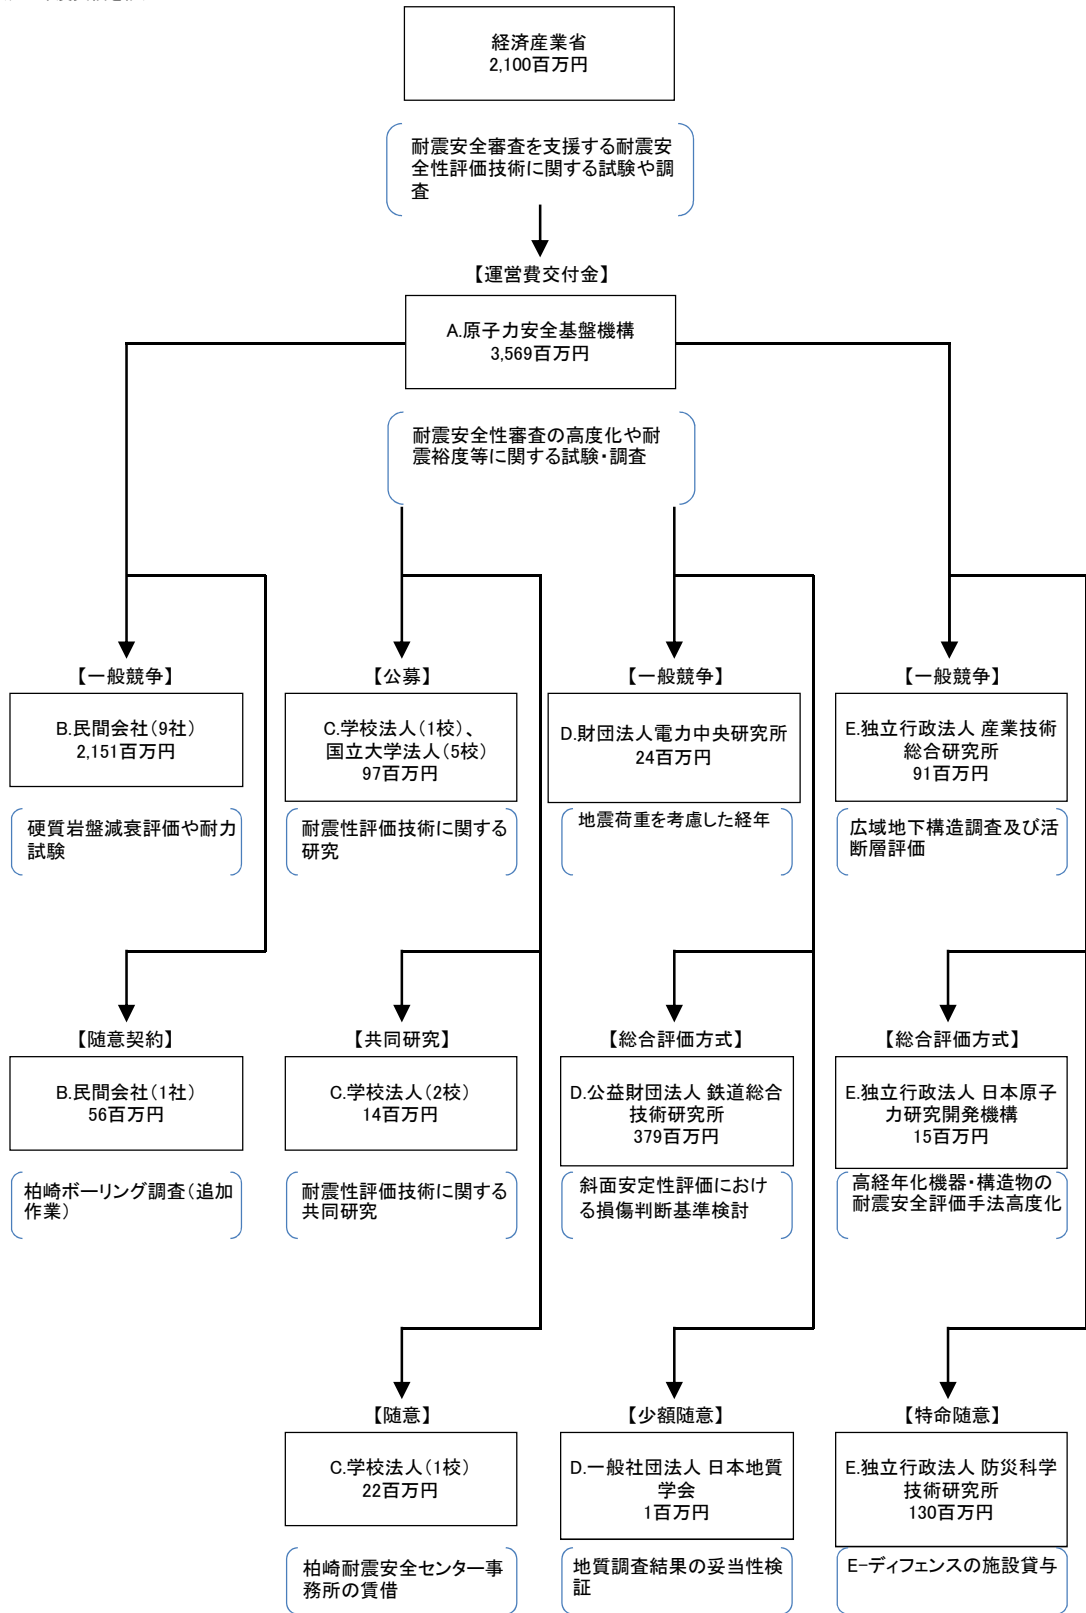 経済産業省
2,100百万円
耐震安全審査を支援する耐震安
全性評価技術に関する試験や調
査
【運営費交付金】
A.原子力安全基盤機構
3,569百万円
耐震安全性審査の高度化や耐
震裕度等に関する試験・調査
【一般競争】
B.民間会社(9社)
2,151百万円
硬質岩盤減衰評価や耐力
試験
【公募】
C.学校法人(1校)、
国立大学法人(5校)
97百万円
耐震性評価技術に関する
研究
【一般競争】
D.財団法人電力中央研究所
24百万円
地震荷重を考慮した経年
【一般競争】
E.独立行政法人 産業技術
総合研究所
91百万円
広域地下構造調査及び活
断層評価
【随意契約】
B.民間会社(1社)
56百万円
柏崎ボーリング調査(追加
作業)
【共同研究】
C.学校法人(2校)
14百万円
耐震性評価技術に関する
共同研究
【総合評価方式】
D.公益財団法人 鉄道総合
技術研究所
379百万円
斜面安定性評価におけ
る損傷判断基準検討
【総合評価方式】
E.独立行政法人 日本原子
力研究開発機構
15百万円
高経年化機器・構造物の
耐震安全評価手法高度化
【随意】
C.学校法人(1校)
22百万円
柏崎耐震安全センター事
務所の賃借
【少額随意】
D.一般社団法人 日本地質
学会
1百万円
地質調査結果の妥当性検
証
【特命随意】
E.独立行政法人 防災科学
技術研究所
130百万円
E-ディフェンスの施設貸与